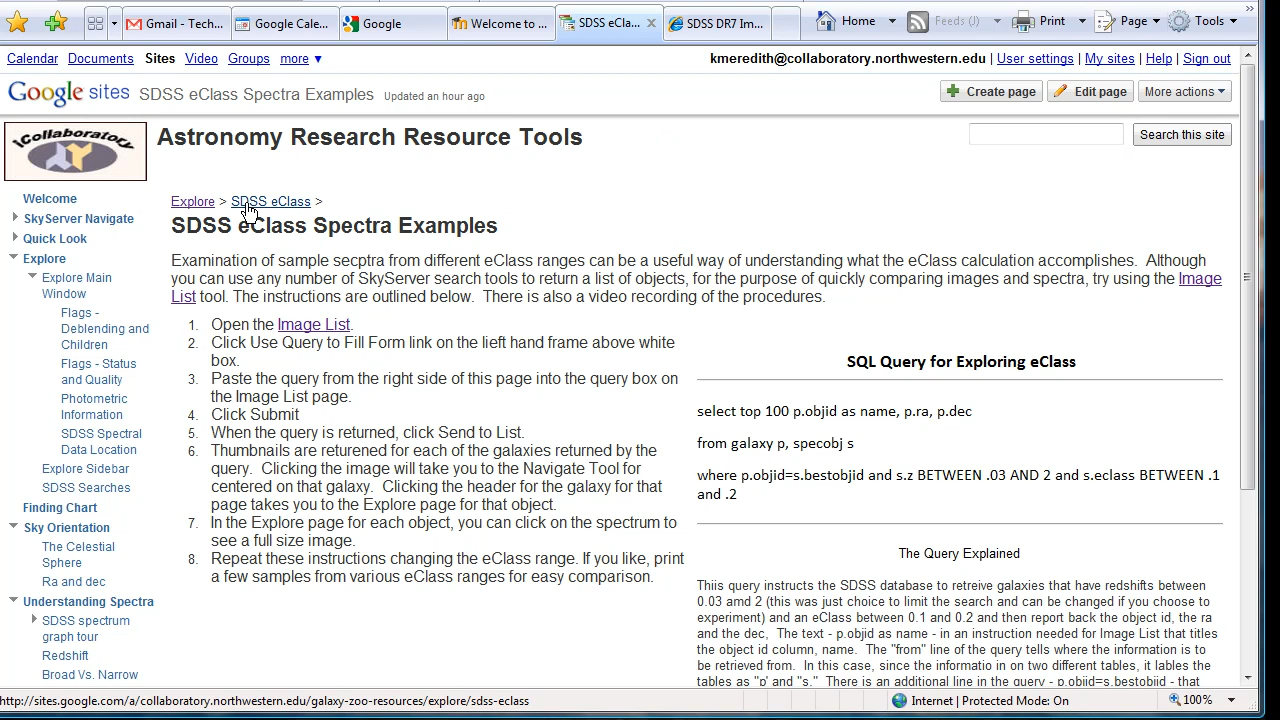 Gmail - Tech...
Google Cale...
Google
Welcome to ...
SDSS eCla...
SDSS DR7 Im...
Home
Feeds (J)
Print
Page
Tools
Calendar Documents Sites Video Groups more ▼
kmeredith@collaboratory.northwestern.edu | User settings | My sites | Help | Sign out
Google sites SDSS eClass Spectra Examples Updated an hour ago
Create page
Edit page
More actions
iCollaboratory
Astronomy Research Resource Tools
Search this site
Welcome
SkyServer Navigate
Quick Look
Explore
Explore Main
Window
Flags -
Deblending and
Children
Flags - Status
and Quality
Photometric
Information
SDSS Spectral
Data Location
Explore Sidebar
SDSS Searches
Finding Chart
Sky Orientation
The Celestial
Sphere
Ra and dec
Understanding Spectra
SDSS spectrum
graph tour
Redshift
Broad Vs. Narrow
Explore > SDSS eClass >
SDSS eClass Spectra Examples
Examination of sample secptra from different eClass ranges can be a useful way of understanding what the eClass calculation accomplishes. Although
you can use any number of SkyServer search tools to return a list of objects, for the purpose of quickly comparing images and spectra, try using the Image
List tool. The instructions are outlined below. There is also a video recording of the procedures.
1. Open the Image List.
2. Click Use Query to Fill Form link on the lieft hand frame above white
box.
3. Paste the query from the right side of this page into the query box on
the Image List page.
4. Click Submit
5. When the query is returned, click Send to List.
6. Thumbnails are returened for each of the galaxies returned by the
query. Clicking the image will take you to the Navigate Tool for
centered on that galaxy. Clicking the header for the galaxy for that
page takes you to the Explore page for that object.
7. In the Explore page for each object, you can click on the spectrum to
see a full size image.
8. Repeat these instructions changing the eClass range. If you like, print
a few samples from various eClass ranges for easy comparison.
SQL Query for Exploring eClass
select top 100 p.objid as name, p.ra, p.dec
from galaxy p, specobj s
where p.objid=s.bestobjid and s.z BETWEEN .03 AND 2 and s.eclass BETWEEN .1
and .2
The Query Explained
Thiis query instructs the SDSS database to retreive galaxies that have redshifts between
0.03 amd 2 (this was just choice to limit the search and can be changed if you choose to
experiment) and an eClass between 0.1 and 0.2 and then report back the object id, the ra
and the dec, The text - p.objid as name - in an instruction needed for Image List that titles
the object id column, name. The "from" line of the query tells where the information is to
be retrieved from. In this case, since the informatio in on two different tables, it lables the
tables as "p' and "s." There is an additional line in the query - p.objid=s.bestobjid - that
http://sites.google.com/a/collaboratory.northwestern.edu/galaxy-zoo-resources/explore/sdss-eclass
Internet | Protected Mode: On
100%